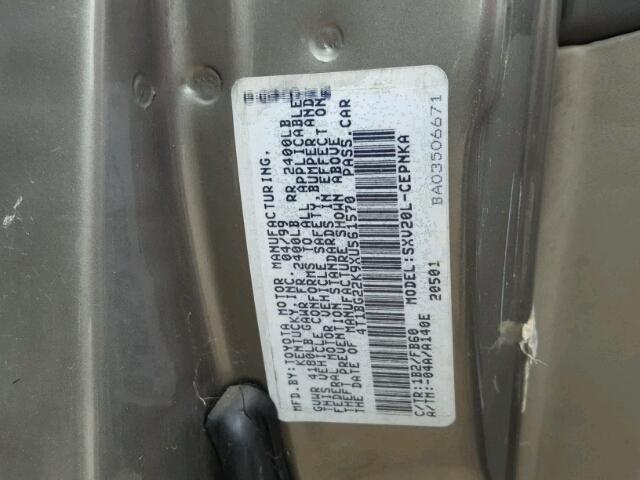 MFD.BY:TOYOTA MOTOR MANUFACTURING,
KENTUCKY,INC. 04/99
GVWR 4180LB GAWR FR 2400LB RR 2400LB
THIS VEHICLE CONFORMS TO ALL APPLICABLE
FEDERAL MOTOR VEHICLE SAFETY, BUMPER AND
THEFT PREVENTION STANDARDS IN EFFECT ON
THE DATE OF MANUFACTURE SHOWN ABOVE.
4T1BG22K9XU561570 PASS.CAR
C/TR:1B2/FB60 MODEL:SXV20L-CEPNKA
A/TM:-04A/A140E 20501
BA03506671